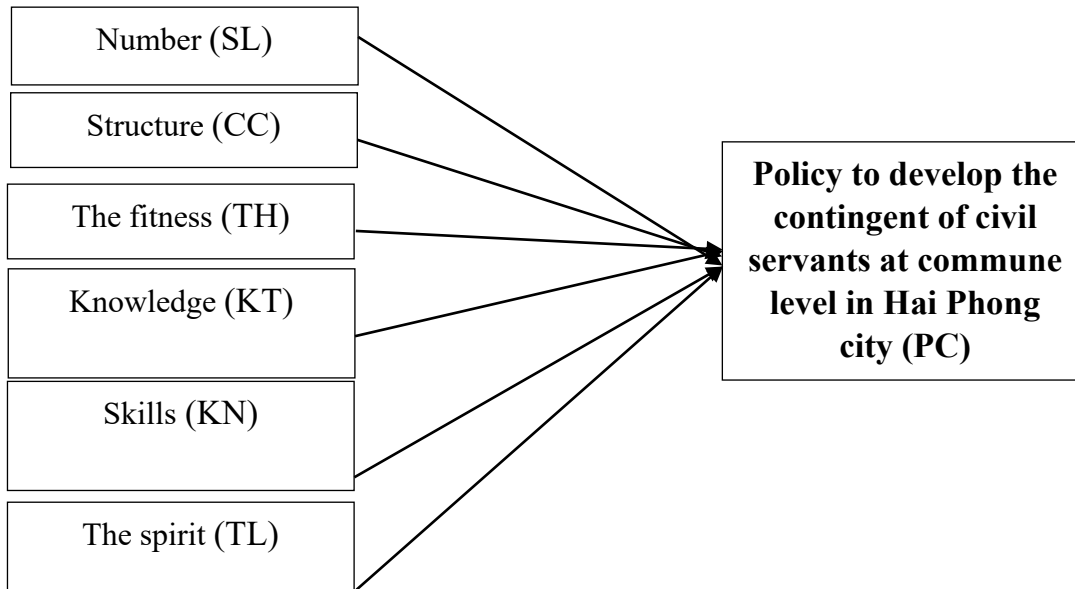 Number (SL)
Structure (CC)
The fitness (TH)
Knowledge (KT)
Skills (KN)
The spirit (TL)
Policy to develop the
contingent of civil
servants at commune
level in Hai Phong
city (PC)